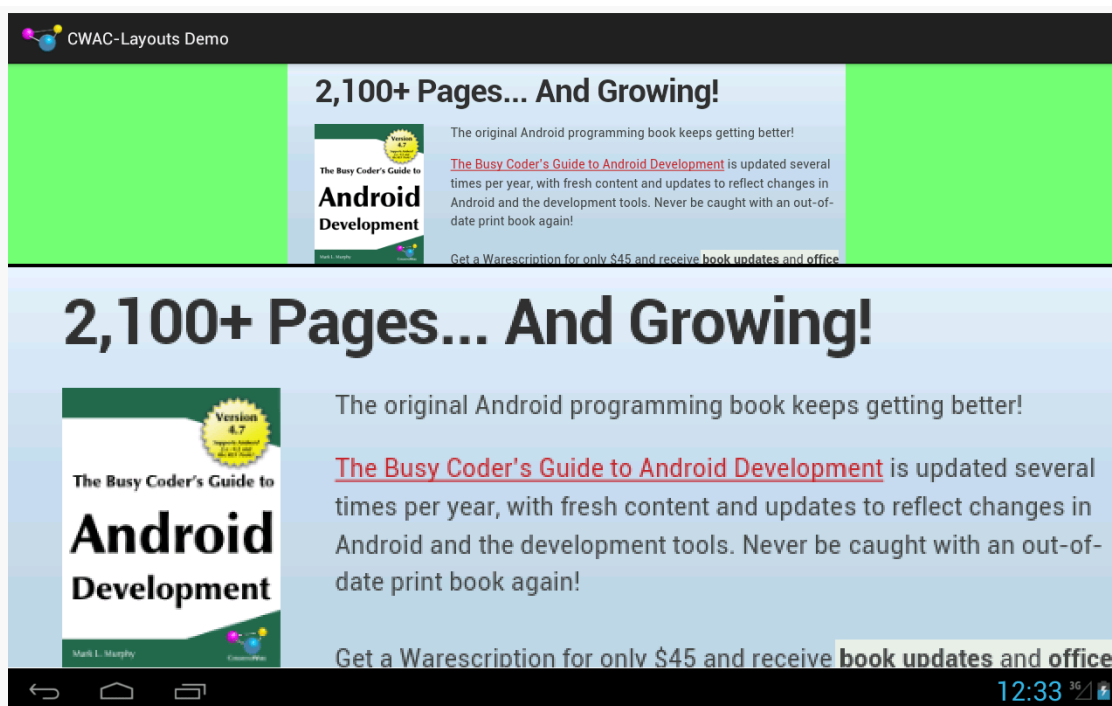 CWAC-Layouts Demo
2,100+ Pages... And Growing!
The original Android programming book keeps getting better!
Version
4.7
The Busy Coder's Guide to
Android
Development
Mark L. Murphy
The Busy Coder's Guide to Android Development is updated several
times per year, with fresh content and updates to reflect changes in
Android and the development tools. Never be caught with an out-of-
date print book again!
Get a Warescription for only $45 and receive book updates and office
2,100+ Pages... And Growing!
Version
4.7
The Busy Coder's Guide to
Android
Development
Mark L. Murphy
CommonsWare
The original Android programming book keeps getting better!
The Busy Coder's Guide to Android Development is updated several
times per year, with fresh content and updates to reflect changes in
Android and the development tools. Never be caught with an out-of-
date print book again!
Get a Warescription for only $45 and receive book updates and office
12:33
3G